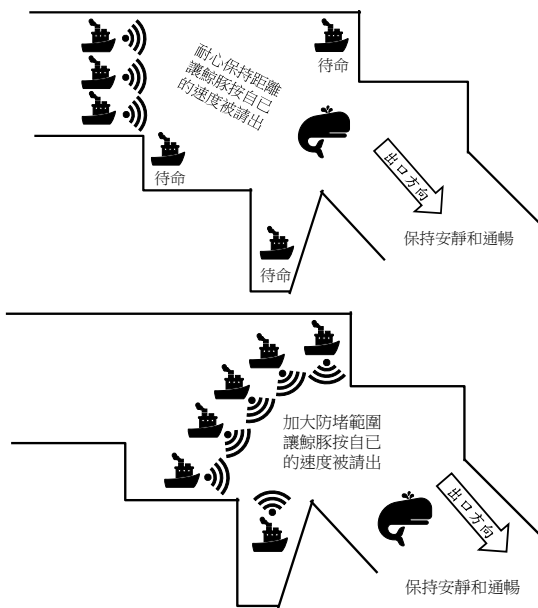 待命
耐心保持距離
讓鯨豚按自已
的速度被請出
待命
出口方向
保持安靜和通暢
待命
加大防堵範圍
讓鯨豚按自已
的速度被請出
出口方向
保持安靜和通暢